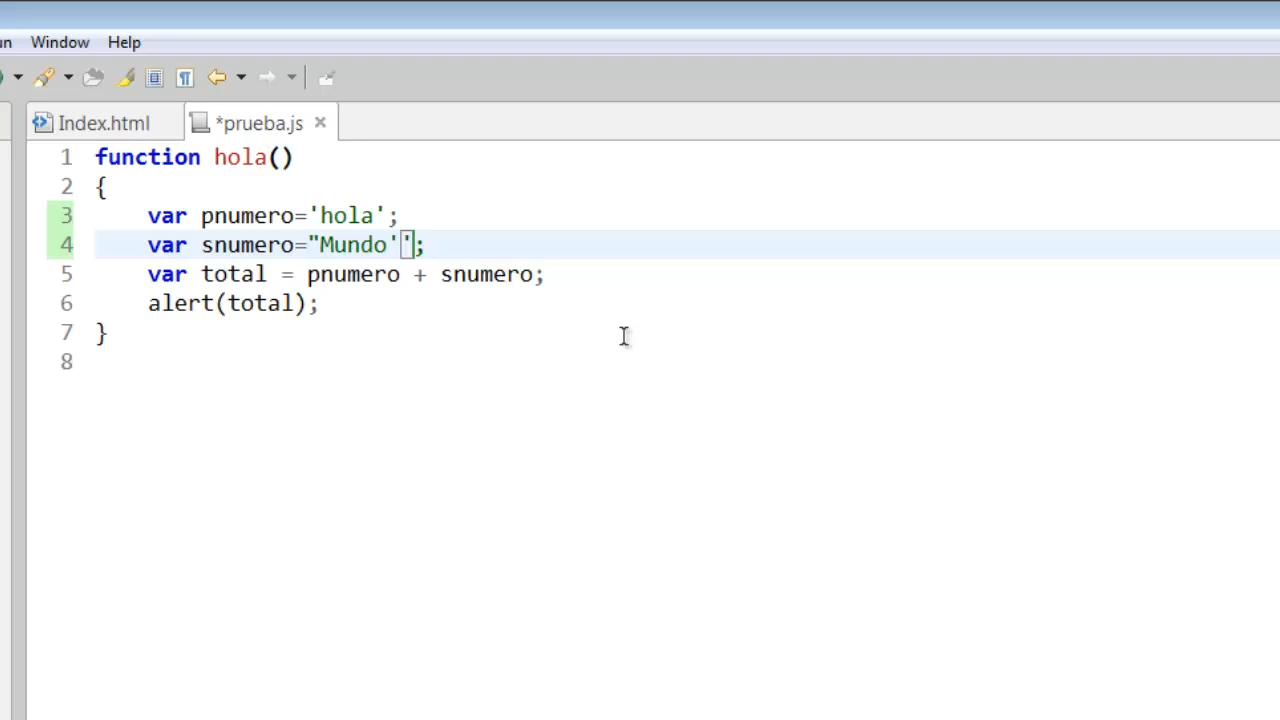 un Window Help
Index.html *prueba.js
1 function hola()
2 {
3 var pnumero='hola';
4 var snumero="Mundo'';
5 var total = pnumero + snumero;
6 alert(total);
7 }
8